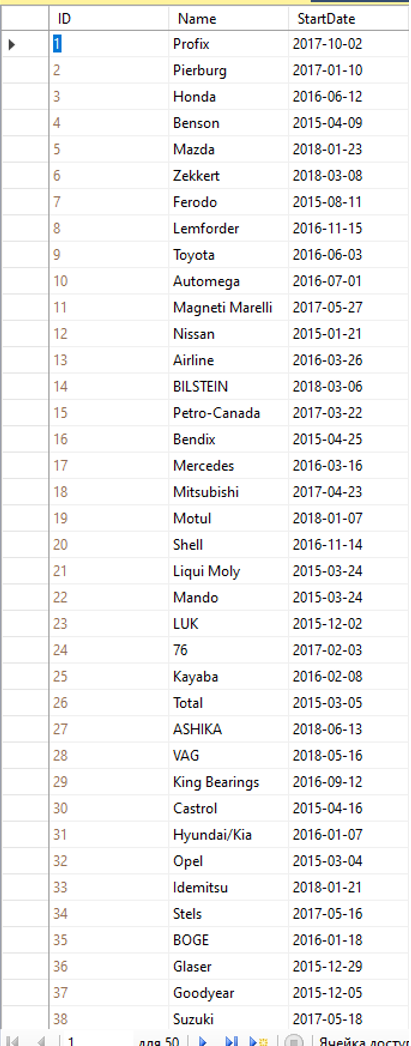 ID Name StartDate
1 Profix 2017-10-02
2 Pierburg 2017-01-10
3 Honda 2016-06-12
4 Benson 2015-04-09
5 Mazda 2018-01-23
6 Zekkert 2018-03-08
7 Ferodo 2015-08-11
8 Lemforder 2016-11-15
9 Toyota 2016-06-03
10 Automega 2016-07-01
11 Magneti Marelli 2017-05-27
12 Nissan 2015-01-21
13 Airline 2016-03-26
14 BILSTEIN 2018-03-06
15 Petro-Canada 2017-03-22
16 Bendix 2015-04-25
17 Mercedes 2016-03-16
18 Mitsubishi 2017-04-23
19 Motul 2018-01-07
20 Shell 2016-11-14
21 Liqui Moly 2015-03-24
22 Mando 2015-03-24
23 LUK 2015-12-02
24 76 2017-02-03
25 Kayaba 2016-02-08
26 Total 2015-03-05
27 ASHIKA 2018-06-13
28 VAG 2018-05-16
29 King Bearings 2016-09-12
30 Castrol 2015-04-16
31 Hyundai/Kia 2016-01-07
32 Opel 2015-03-04
33 Idemitsu 2018-01-21
34 Stels 2017-05-16
35 BOGE 2016-01-18
36 Glaser 2015-12-29
37 Goodyear 2015-12-05
38 Suzuki 2017-05-18
1 для 50 Ячейка досту